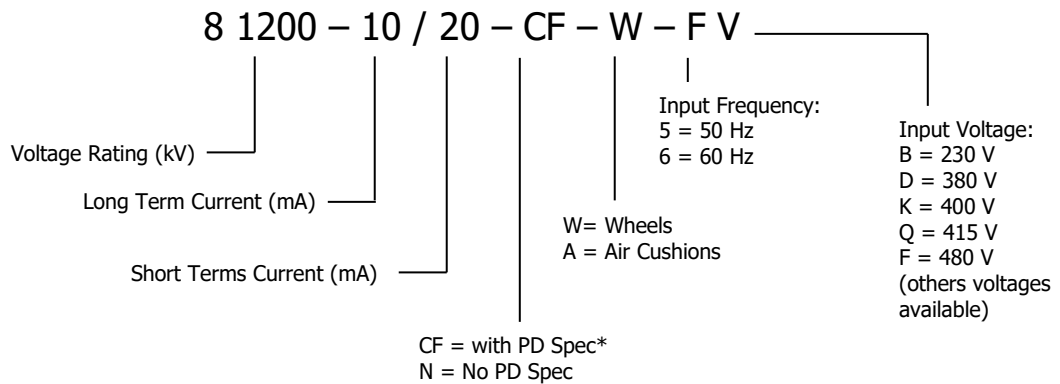 8 1200 – 10 / 20 – CF – W – F V
Input Frequency:
5 = 50 Hz
6 = 60 Hz
Input Voltage:
B = 230 V
D = 380 V
K = 400 V
Q = 415 V
F = 480 V
(others voltages
available)
Voltage Rating (kV)
Long Term Current (mA)
W= Wheels
A = Air Cushions
Short Terms Current (mA)
CF = with PD Spec*
N = No PD Spec